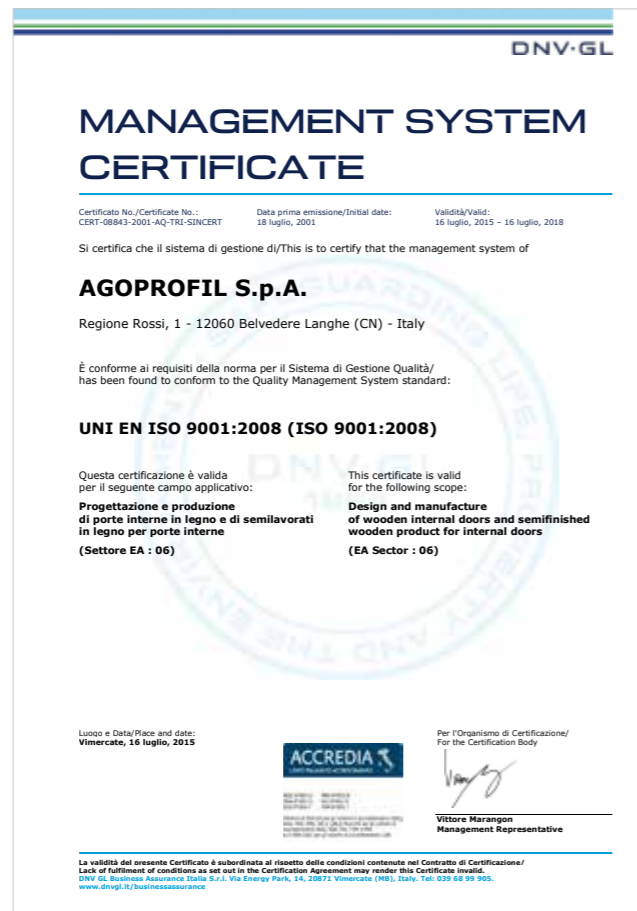 DNV·GL
MANAGEMENT SYSTEM
CERTIFICATE
Certificato No./Certificate No.:
CERT-08843-2001-AQ-TRI-SINCERT
Data prima emissione/Initial date:
18 luglio, 2001
Validità/Valid:
16 luglio, 2015 – 16 luglio, 2018
Si certifica che il sistema di gestione di/This is to certify that the management system of
AGOPROFIL S.p.A.
Regione Rossi, 1 - 12060 Belvedere Langhe (CN) - Italy
È conforme ai requisiti della norma per il Sistema di Gestione Qualità/
has been found to conform to the Quality Management System standard:
UNI EN ISO 9001:2008 (ISO 9001:2008)
Questa certificazione è valida
per il seguente campo applicativo:
Progettazione e produzione
di porte interne in legno e di semilavorati
in legno per porte interne
(Settore EA : 06)
This certificate is valid
for the following scope:
Design and manufacture
of wooden internal doors and semifinished
wooden product for internal doors
(EA Sector : 06)
SAFEGUARDING LIFE, PROPERTY AND THE ENVIRONMENT
DNV·GL
Luogo e Data/Place and date:
Vimercate, 16 luglio, 2015
ACCREDIA
Per l'Organismo di Certificazione/
For the Certification Body
Vittore Marangon
Management Representative
La validità del presente Certificato è subordinata al rispetto delle condizioni contenute nel Contratto di Certificazione/
Lack of fulfilment of conditions as set out in the Certification Agreement may render this Certificate invalid.
DNV GL Business Assurance Italia S.r.l. Via Energy Park, 14, 20871 Vimercate (MB), Italy. Tel: 039 68 99 905.
www.dnvgl.it/businessassurance